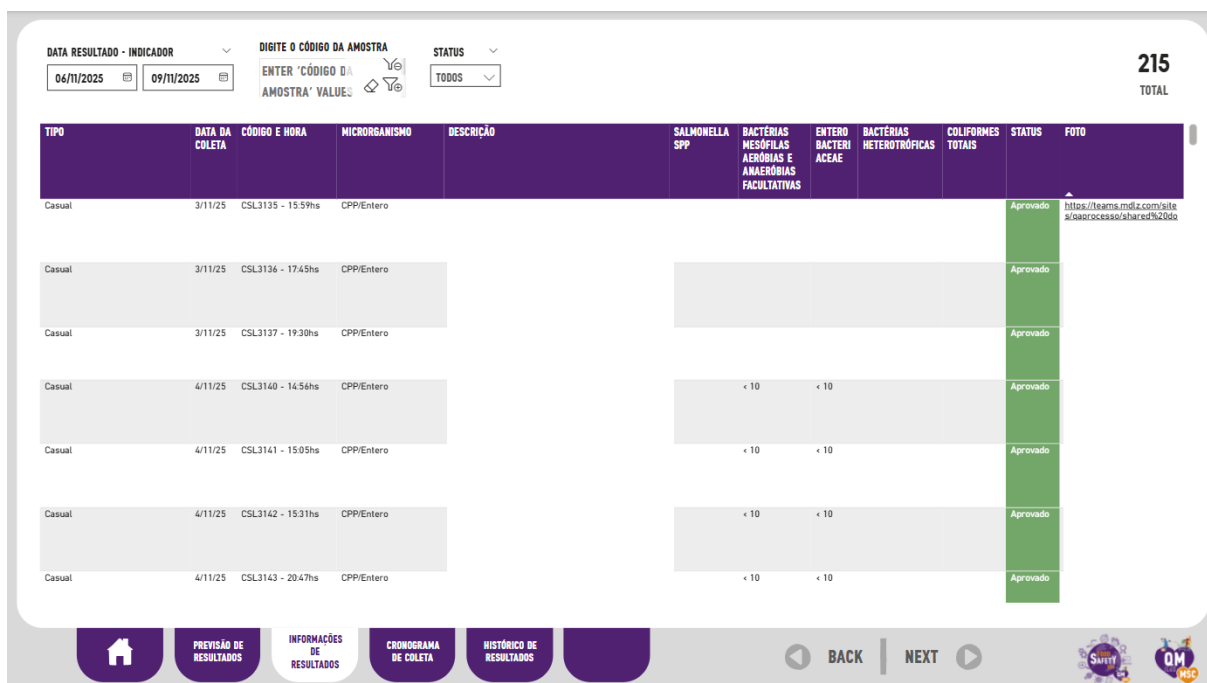 DATA RESULTADO - INDICADOR
06/11/2025 09/11/2025
DIGITE O CÓDIGO DA AMOSTRA
ENTER 'CÓDIGO DA
AMOSTRA' VALUES
STATUS
TODOS
215
TOTAL
TIPO
DATA DA
COLETA
CÓDIGO E HORA
MICRORGANISMO
DESCRIÇÃO
SALMONELLA
SPP
BACTÉRIAS
MESÓFILAS
AERÓBIAS E
ANAERÓBIAS
FACULTATIVAS
ENTERO
BACTERI
ACEAE
BACTÉRIAS
HETEROTRÓFICAS
COLIFORMES
TOTAIS
STATUS
FOTO
Casual 3/11/25 CSL3135 - 15:59hs CPP/Entero Aprovado https://teams.mdlz.com/site
s/qaprocesso/shared%20do
Casual 3/11/25 CSL3136 - 17:45hs CPP/Entero Aprovado
Casual 3/11/25 CSL3137 - 19:30hs CPP/Entero Aprovado
Casual 4/11/25 CSL3140 - 14:56hs CPP/Entero < 10 < 10 Aprovado
Casual 4/11/25 CSL3141 - 15:05hs CPP/Entero < 10 < 10 Aprovado
Casual 4/11/25 CSL3142 - 15:31hs CPP/Entero < 10 < 10 Aprovado
Casual 4/11/25 CSL3143 - 20:47hs CPP/Entero < 10 < 10 Aprovado
PREVISÃO DE
RESULTADOS
INFORMAÇÕES
DE
RESULTADOS
CRONOGRAMA
DE COLETA
HISTÓRICO DE
RESULTADOS
BACK NEXT
FOOD
SAFETY
QM
MSC